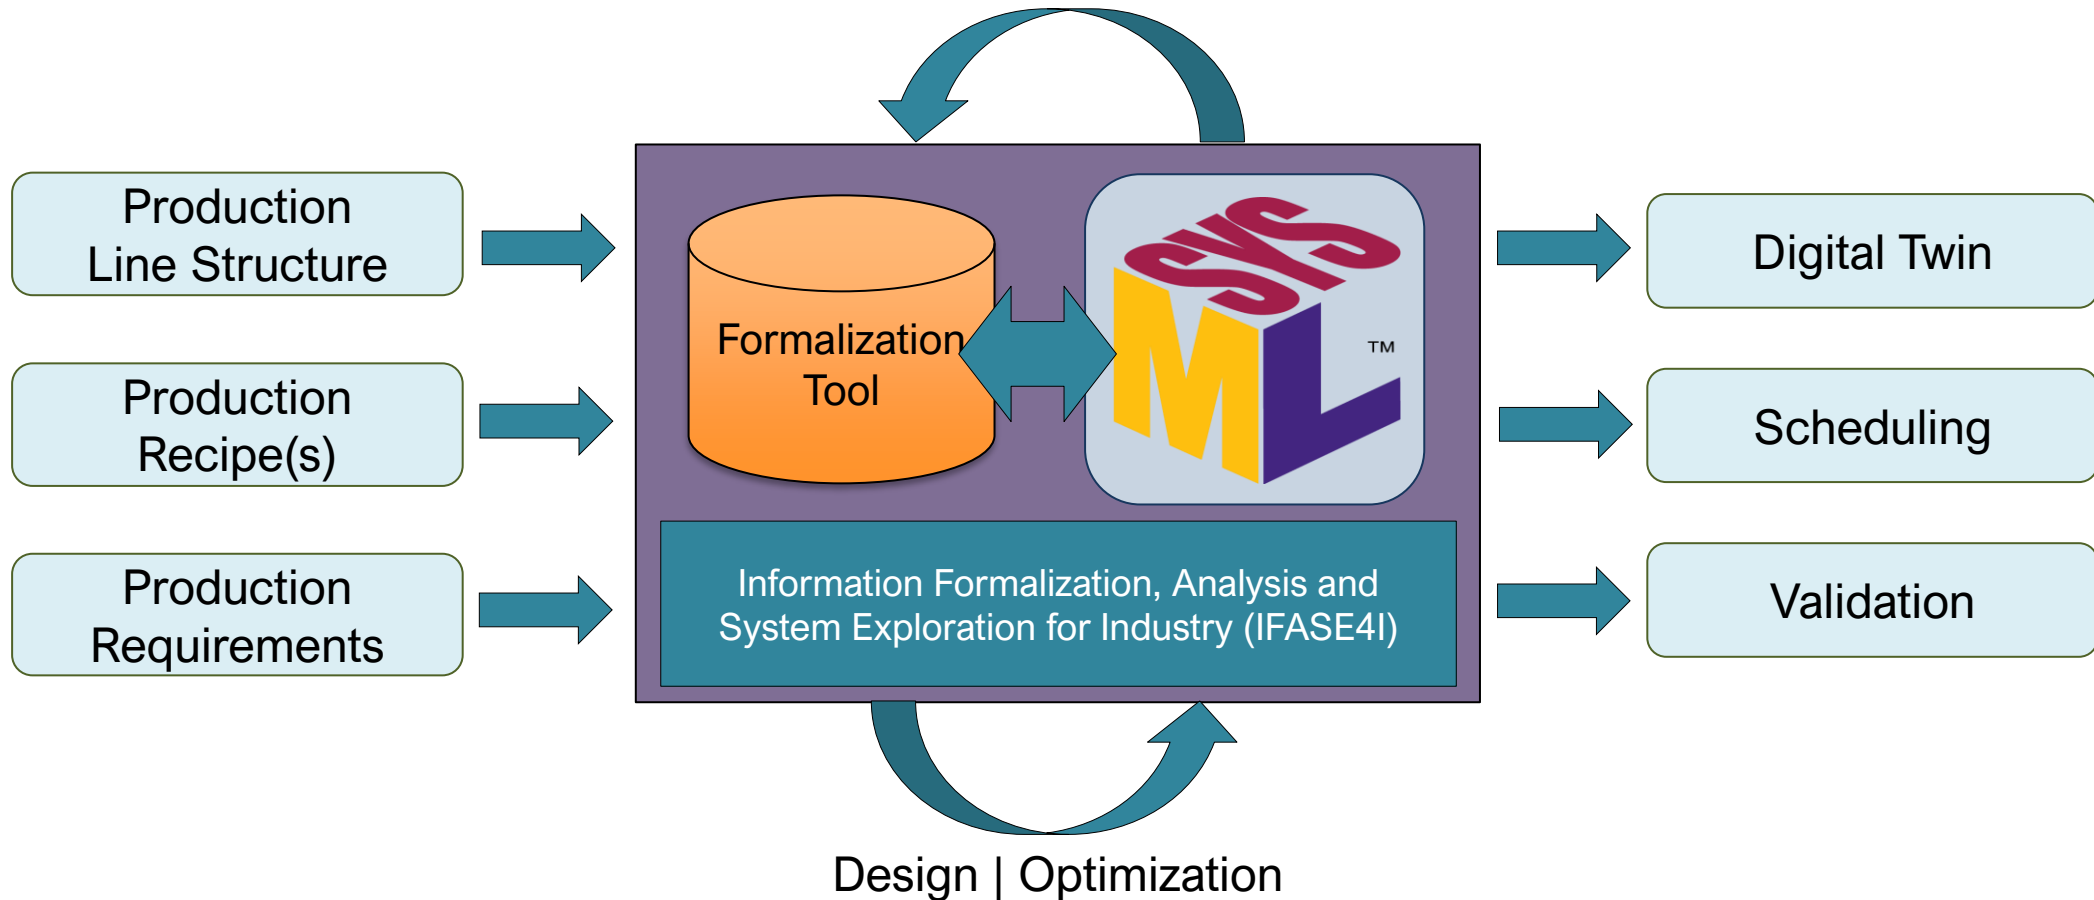 Production
Line Structure
Production
Recipe(s)
Production
Requirements
Formalization
Tool
SYS
ML
TM
Information Formalization, Analysis and
System Exploration for Industry (IFASE4I)
Digital Twin
Scheduling
Validation
Design | Optimization